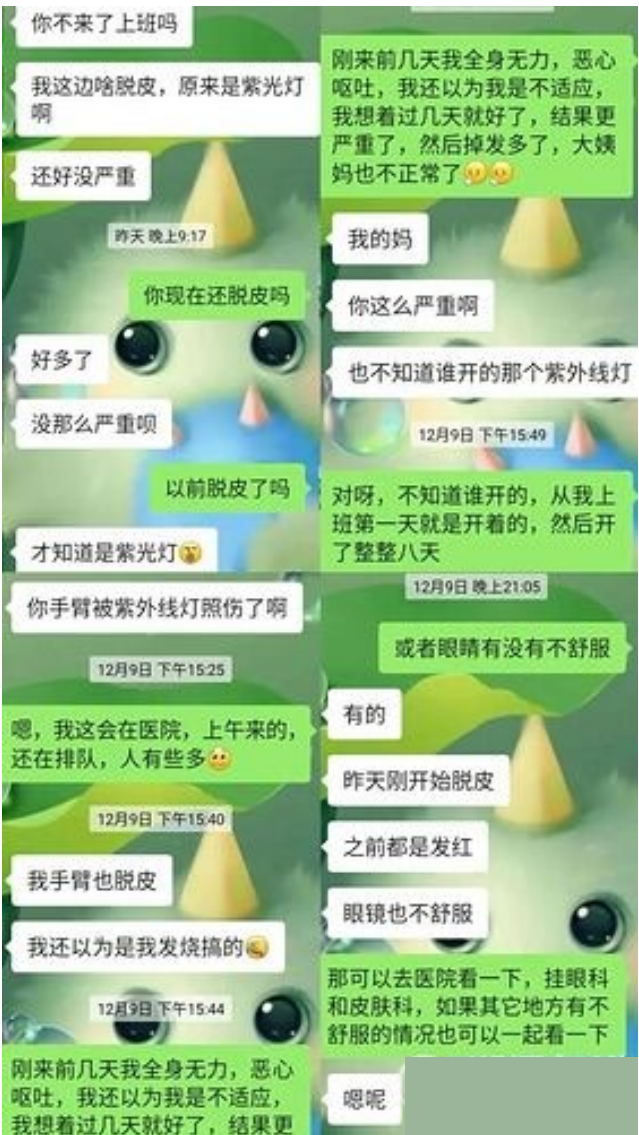 你不来了上班吗
我这边啥脱皮，原来是紫光灯
啊
还好没严重
昨天 晚上9:17
你现在还脱皮吗
好多了
没那么严重呗
以前脱皮了吗
才知道是紫光灯
刚来前几天我全身无力，恶心
呕吐，我还以为我是不适应，
我想着过几天就好了，结果更
严重了，然后掉发多了，大姨
妈也不正常了
我的妈
你这么严重啊
也不知道谁开的那个紫外线灯
12月9日 下午15:49
对呀，不知道谁开的，从我上
班第一天就是开着的，然后开
了整整八天
你手臂被紫外线灯照伤了啊
12月9日 下午15:25
嗯，我这会在医院，上午来的，
还在排队，人有些多
12月9日 下午15:40
我手臂也脱皮
我还以为是我发烧搞的
12月9日 下午15:44
刚来前几天我全身无力，恶心
呕吐，我还以为我是不适应，
我想着过几天就好了，结果更
12月9日 晚上21:05
或者眼睛有没有不舒服
有的
昨天刚开始脱皮
之前都是发红
眼镜也不舒服
那可以去医院看一下，挂眼科
和皮肤科，如果其它地方有不
舒服的情况也可以一起看一下
嗯呢